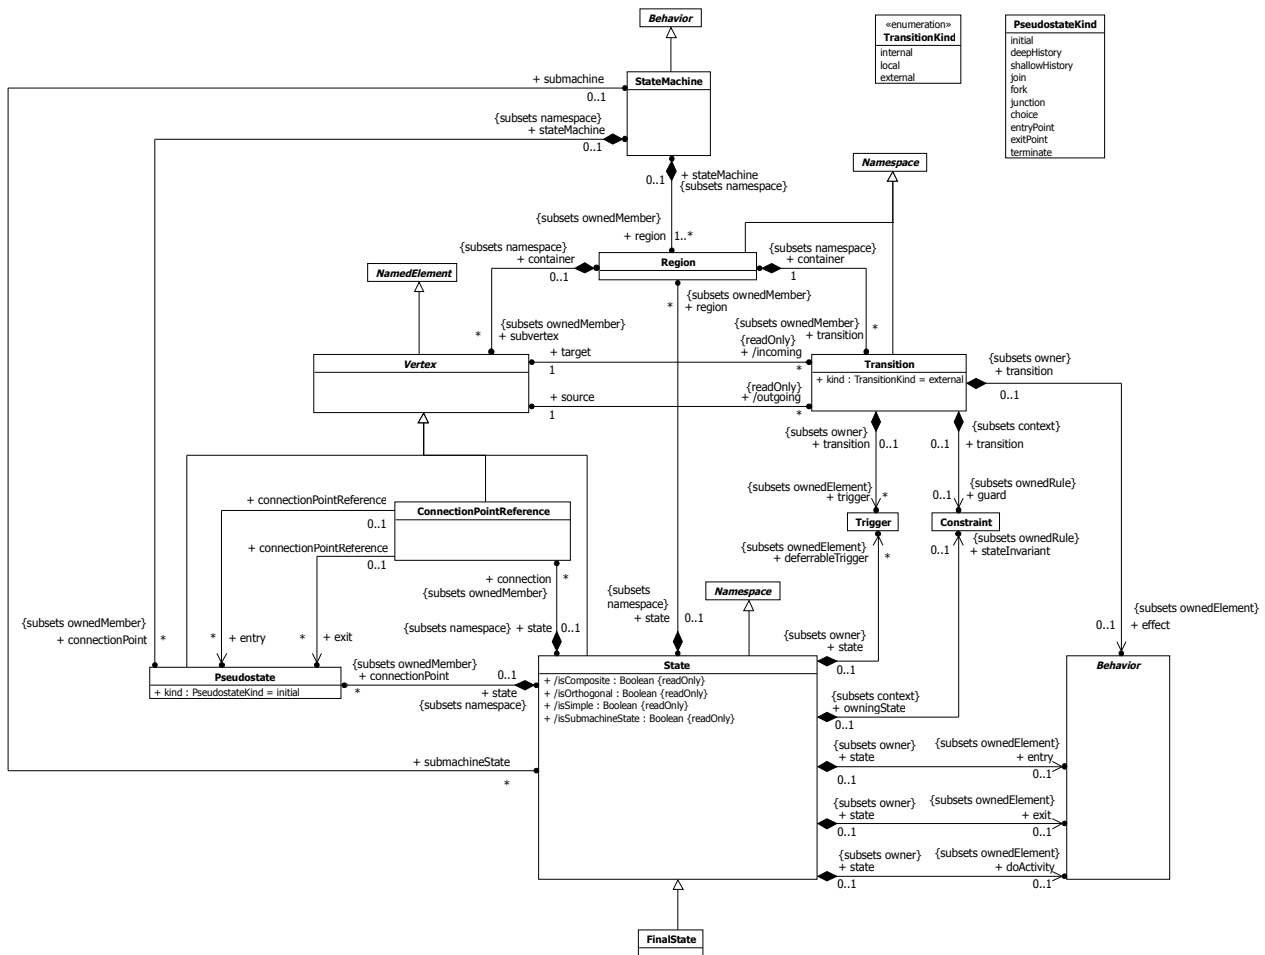 Behavior
«enumeration»
TransitionKind
internal
local
external
PseudostateKind
initial
deepHistory
shallowHistory
join
fork
junction
choice
entryPoint
exitPoint
terminate
+ submachine
0..1
StateMachine
{subsets namespace}
+ stateMachine
0..1
Namespace
0..1
+ stateMachine
{subsets namespace}
{subsets ownedMember}
+ region
1..*
{subsets namespace}
+ container
0..1
Region
{subsets namespace}
+ container
1
NamedElement
{subsets ownedMember}
+ region
*
{subsets ownedMember}
+ subvertex
*
{subsets ownedMember}
+ transition
*
Vertex
+ target
1
{readOnly}
+ /incoming
*
Transition
+ kind : TransitionKind = external
{subsets owner}
+ transition
0..1
+ source
1
{readOnly}
+ /outgoing
*
{subsets owner}
+ transition
0..1
{subsets context}
+ transition
0..1
{subsets ownedElement}
+ trigger
*
{subsets ownedRule}
+ guard
0..1
+ connectionPointReference
0..1
ConnectionPointReference
Trigger
Constraint
+ connectionPointReference
0..1
{subsets ownedElement}
+ deferrableTrigger
*
{subsets ownedRule}
+ stateInvariant
0..1
+ connection
*
{subsets ownedMember}
{subsets
namespace}
+ state
0..1
Namespace
{subsets ownedMember}
+ connectionPoint
*
*
+ entry
*
+ exit
{subsets namespace}
+ state
0..1
{subsets owner}
+ state
0..1
{subsets ownedElement}
+ effect
0..1
Pseudostate
+ kind : PseudostateKind = initial
{subsets ownedMember}
+ connectionPoint
*
0..1
+ state
{subsets namespace}
State
+ /isComposite : Boolean {readOnly}
+ /isOrthogonal : Boolean {readOnly}
+ /isSimple : Boolean {readOnly}
+ /isSubmachineState : Boolean {readOnly}
Behavior
{subsets context}
+ owningState
0..1
{subsets owner}
+ state
0..1
{subsets ownedElement}
+ entry
0..1
+ submachineState
*
{subsets owner}
+ state
0..1
{subsets ownedElement}
+ exit
0..1
{subsets owner}
+ state
0..1
{subsets ownedElement}
+ doActivity
0..1
FinalState